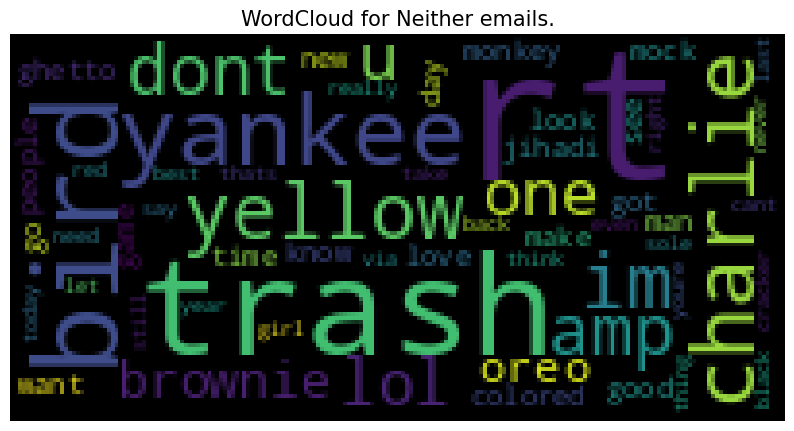 WordCloud for Neither emails.
dont
u
new
really
day
monkey
mock
last
ghetto
rt
bird
yankee
look
see
right
charlie
never
jihadi
people
red
best
thats
take
yellow
one
got
cant
say
back
even
man
go
need
game
time
know
via
love
make
think
sole
trash
im
youre
let
today
still
year
girl
amp
cracker
want
brownie
lol
oreo
colored
good
thing
black